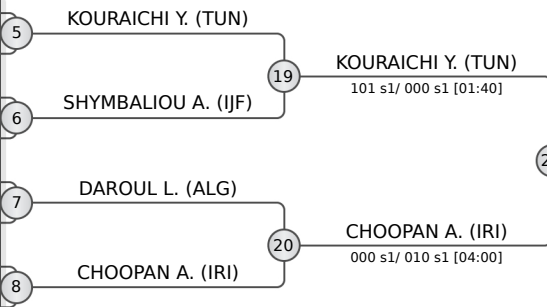 KOURAICHI Y. (TUN)
5
19
KOURAICHI Y. (TUN)
101 s1/ 000 s1 [01:40]
SHYMBALIOU A. (IJF)
6
DAROUL L. (ALG)
7
20
CHOOPAN A. (IRI)
000 s1/ 010 s1 [04:00]
CHOOPAN A. (IRI)
8